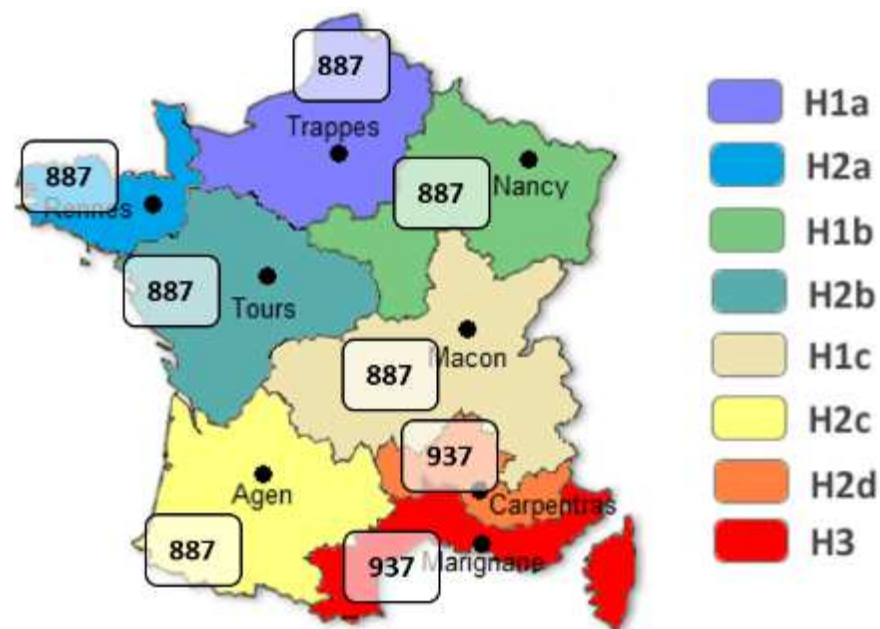 887
Trappes
887
Rennes
887
Nancy
887
Tours
887
Macon
937
Agen
Carpentras
887
937
Marignane
H1a
H2a
H1b
H2b
H1c
H2c
H2d
H3